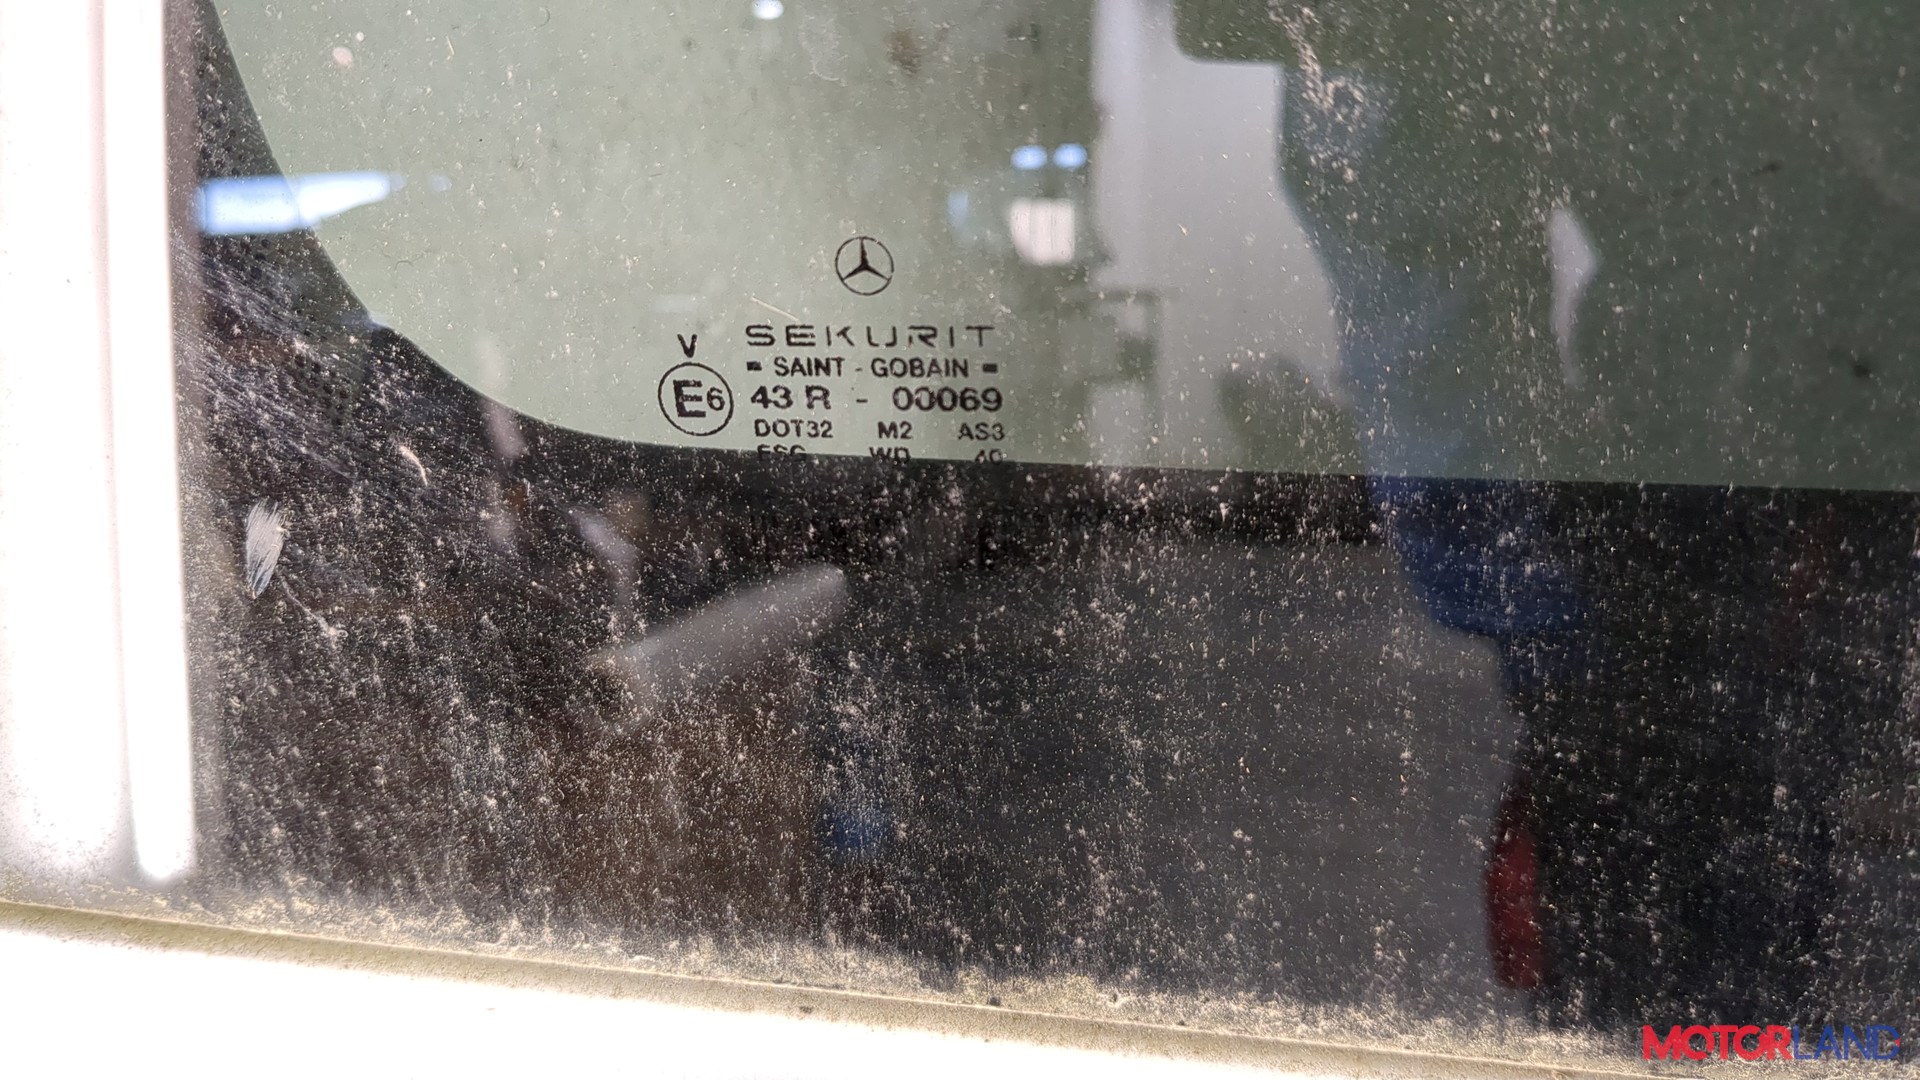 SEKURIT
SAINT - GOBAIN
V
E6
43 R - 00069
DOT32 M2 AS3
MOTORLAND